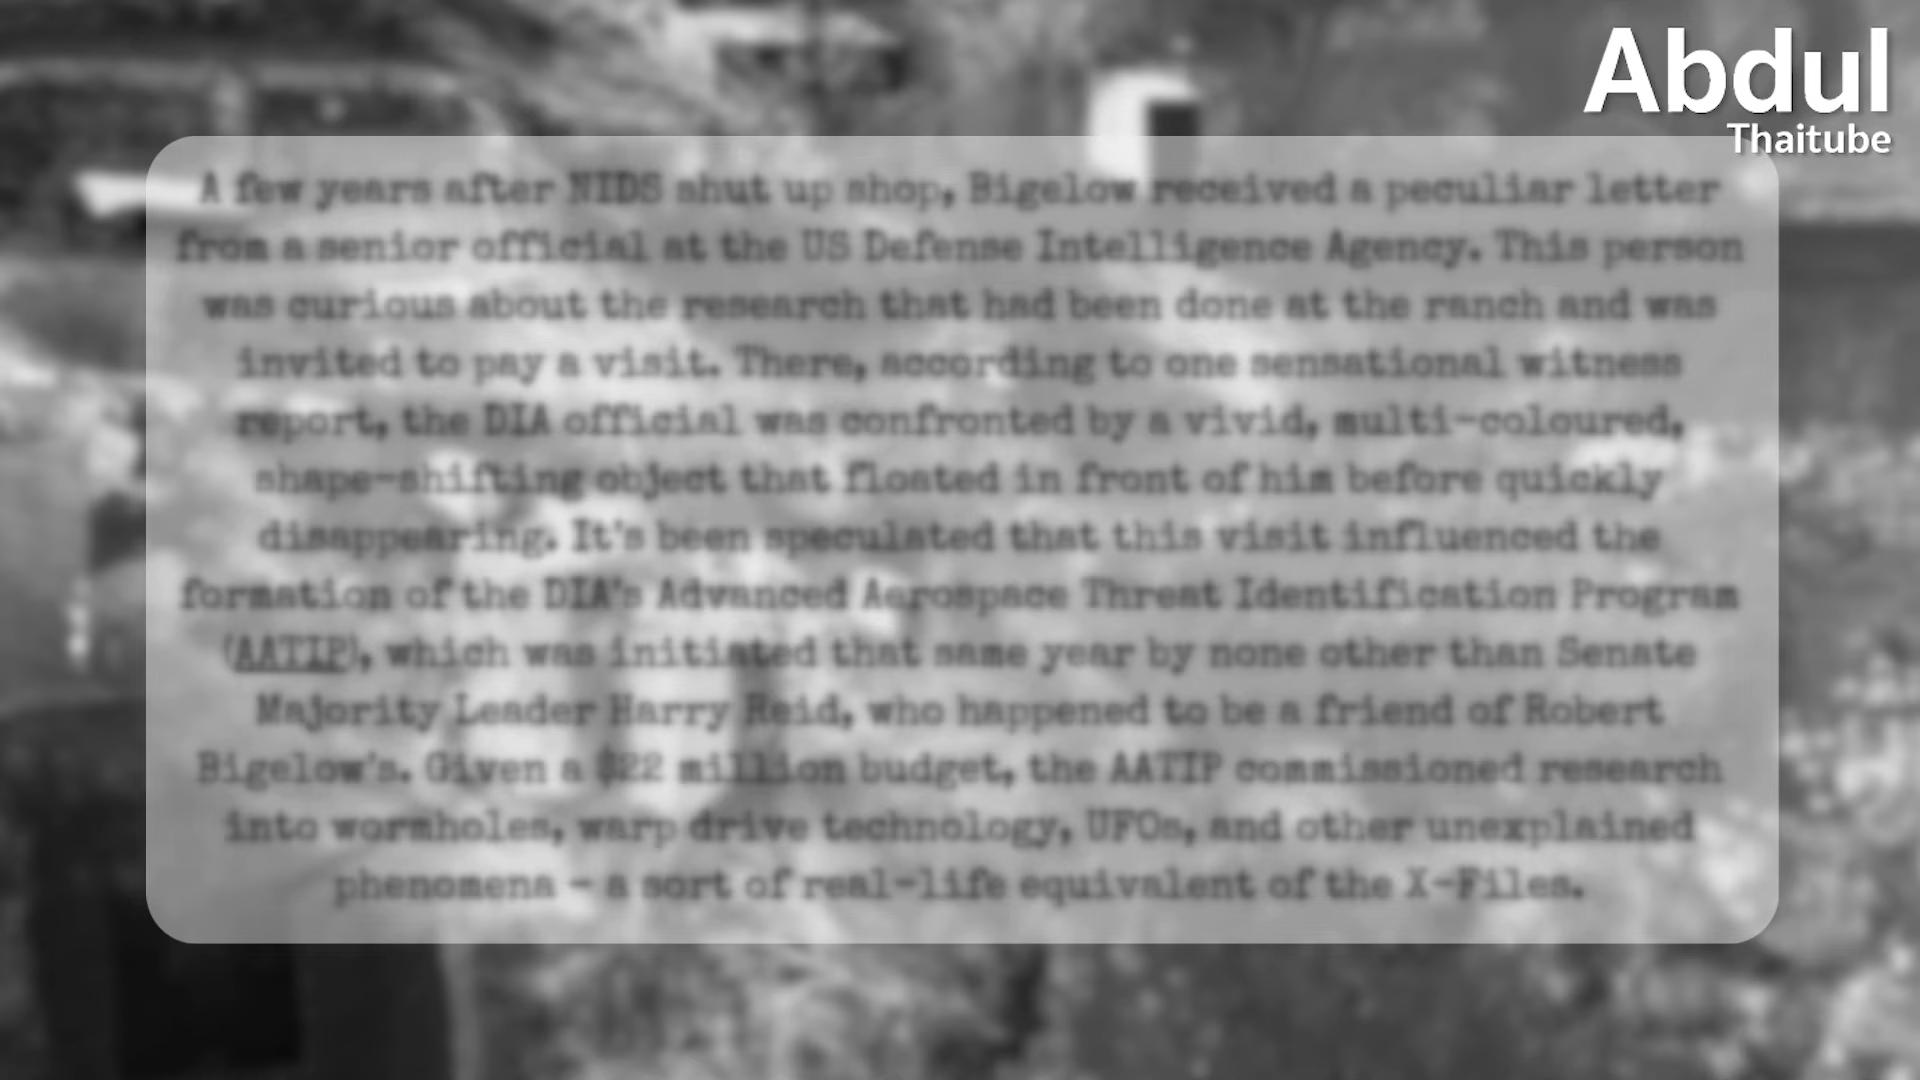 Abdul
Thaitube
A few years after NIDS shut up shop, Bigelow received a peculiar letter
from a senior official at the US Defense Intelligence Agency. This person
was curious about the research that had been done at the ranch and was
invited to pay a visit. There, according to one sensational witness
report, the DIA official was confronted by a vivid, multi-coloured,
shape-shifting object that floated in front of him before quickly
disappearing. It's been speculated that this visit influenced the
formation of the DIA's Advanced Aerospace Threat Identification Program
(AATIP), which was initiated that same year by none other than Senate
Majority Leader Harry Reid, who happened to be a friend of Robert
Bigelow's. Given a $22 million budget, the AATIP commissioned research
into wormholes, warp drive technology, UFOs, and other unexplained
phenomena - a sort of real-life equivalent of the X-Files.